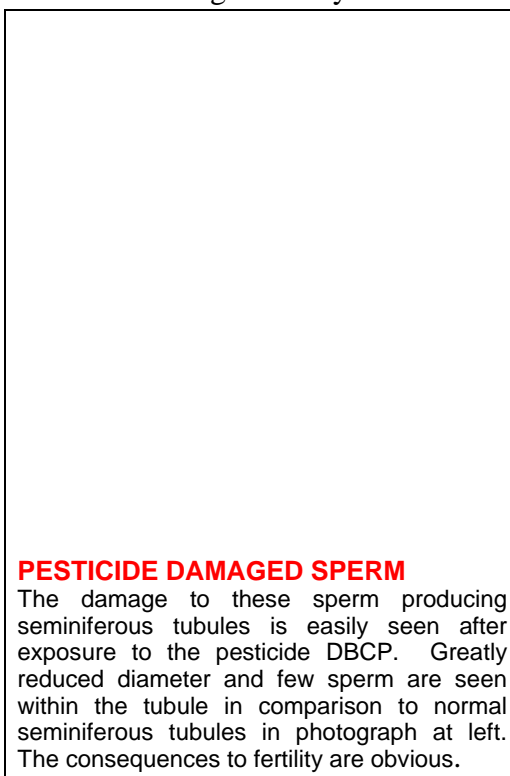 PESTICIDE DAMAGED SPERM
The damage to these sperm producing
seminiferous tubules is easily seen after
exposure to the pesticide DBCP. Greatly
reduced diameter and few sperm are seen
within the tubule in comparison to normal
seminiferous tubules in photograph at left.
The consequences to fertility are obvious.